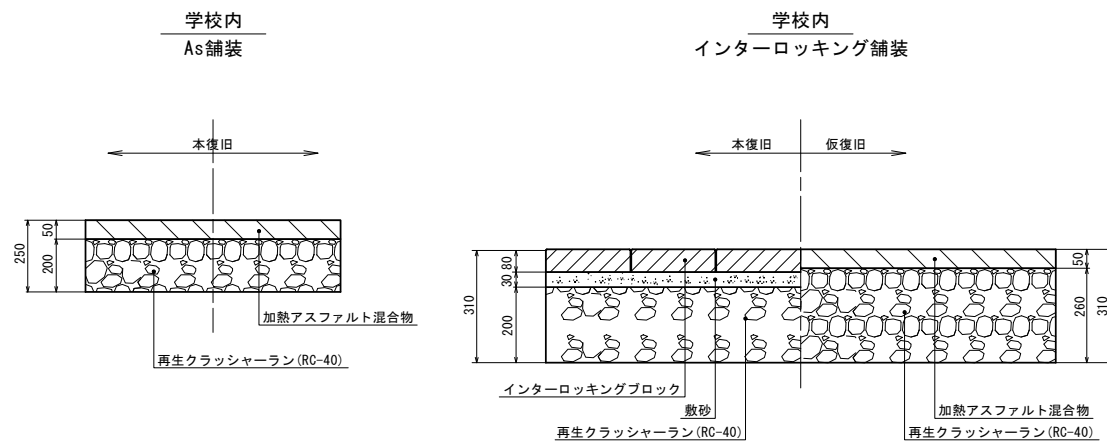 学校内
As舗装
本復旧
250
50
200
加熱アスファルト混合物
再生クラッシャーラン(RC-40)
学校内
インターロッキング舗装
本復旧
仮復旧
310
80
30
200
50
260
310
インターロッキングブロック
敷砂
再生クラッシャーラン(RC-40)
加熱アスファルト混合物
再生クラッシャーラン(RC-40)